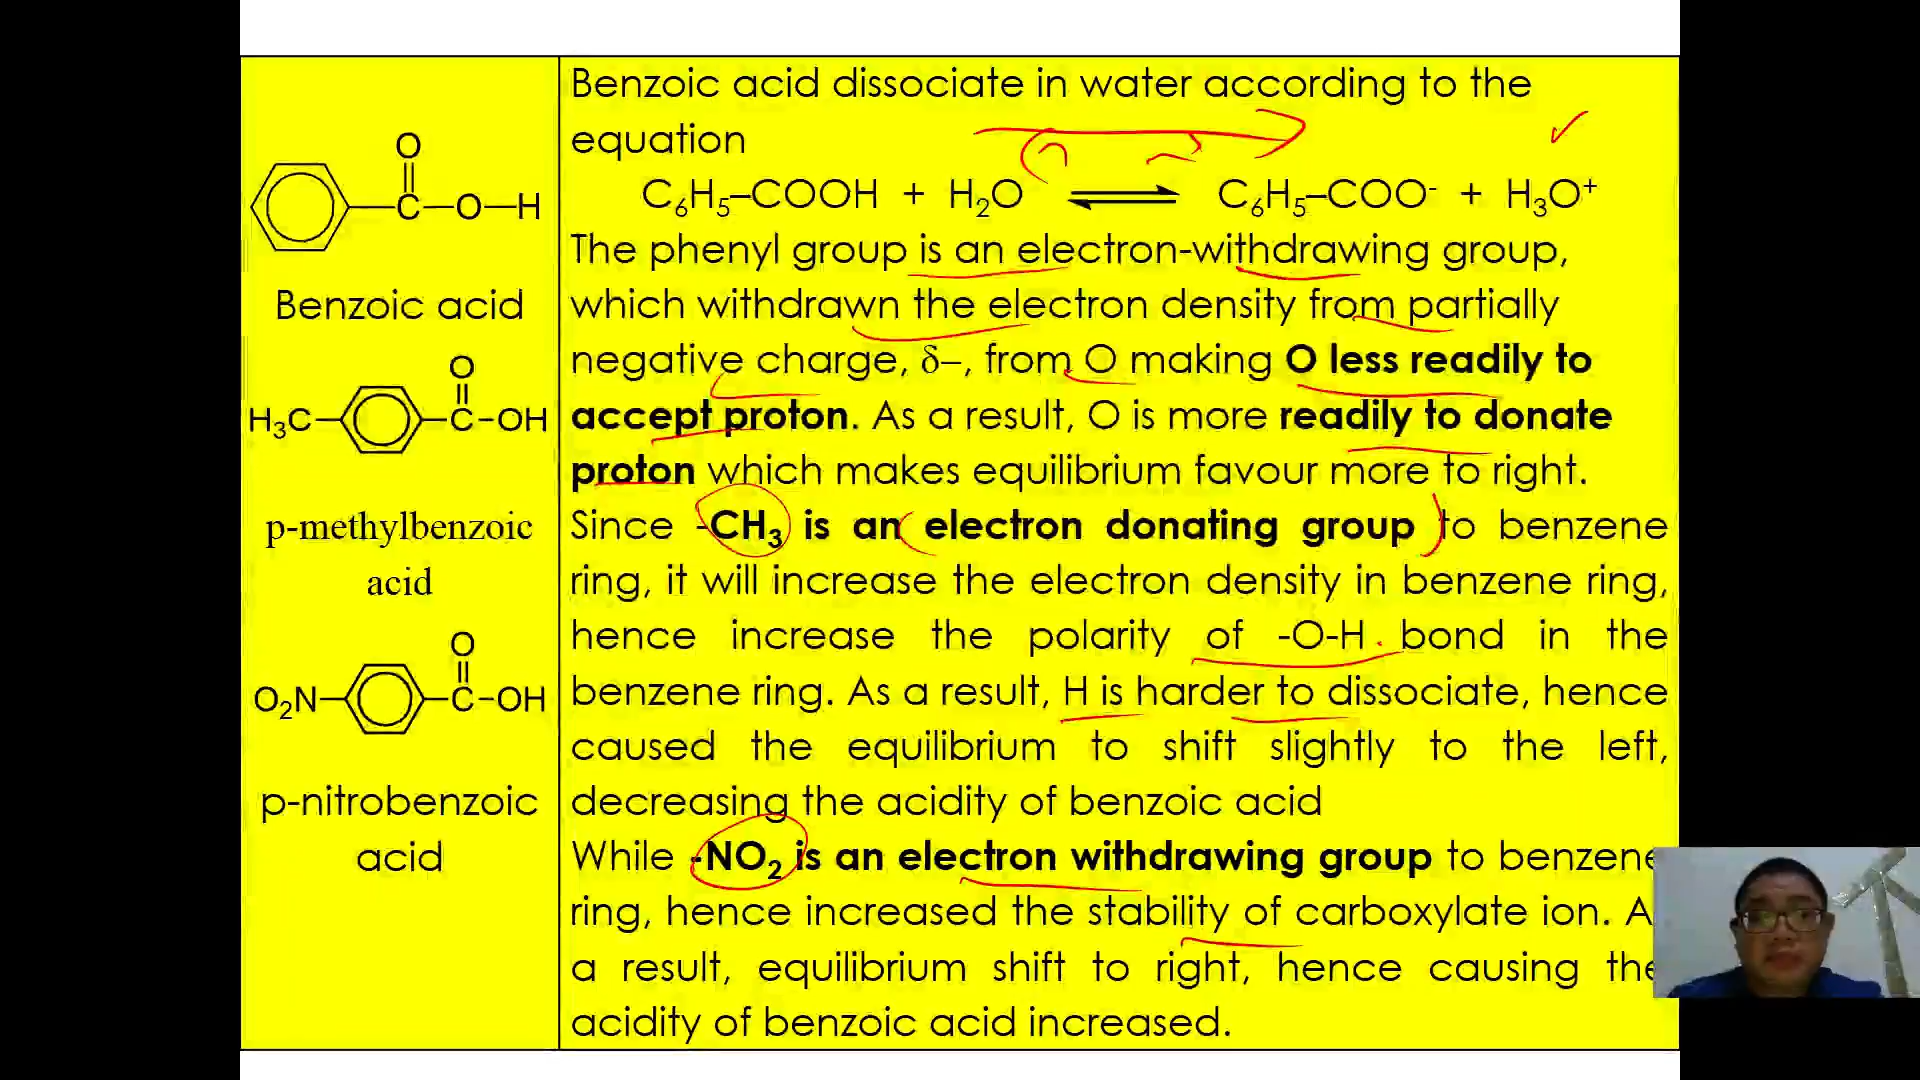 O
C—O—H
Benzoic acid
O
H₃C C–OH
p-methylbenzoic
acid
O
O₂N C–OH
p-nitrobenzoic
acid
Benzoic acid dissociate in water according to the
equation
C₆H₅–COOH + H₂O ⇌ C₆H₅–COO⁻ + H₃O⁺
The phenyl group is an electron-withdrawing group,
which withdrawn the electron density from partially
negative charge, δ–, from O making O less readily to
accept proton. As a result, O is more readily to donate
proton which makes equilibrium favour more to right.
Since -CH₃ is an electron donating group to benzene
ring, it will increase the electron density in benzene ring,
hence increase the polarity of -O-H bond in the
benzene ring. As a result, H is harder to dissociate, hence
caused the equilibrium to shift slightly to the left,
decreasing the acidity of benzoic acid
While -NO₂ is an electron withdrawing group to benzene
ring, hence increased the stability of carboxylate ion. A
a result, equilibrium shift to right, hence causing the
acidity of benzoic acid increased.